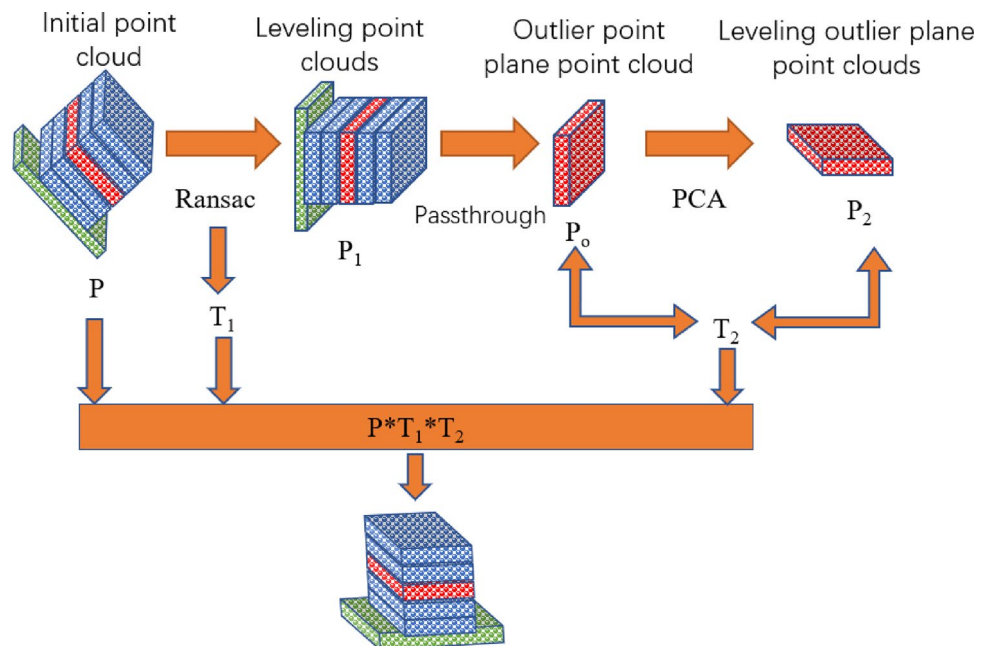 Initial point
cloud
Leveling point
clouds
Outlier point
plane point cloud
Leveling outlier plane
point clouds
Ransac
Passthrough
PCA
P
P₁
Pₒ
P₂
T₁
T₂
P*T₁*T₂